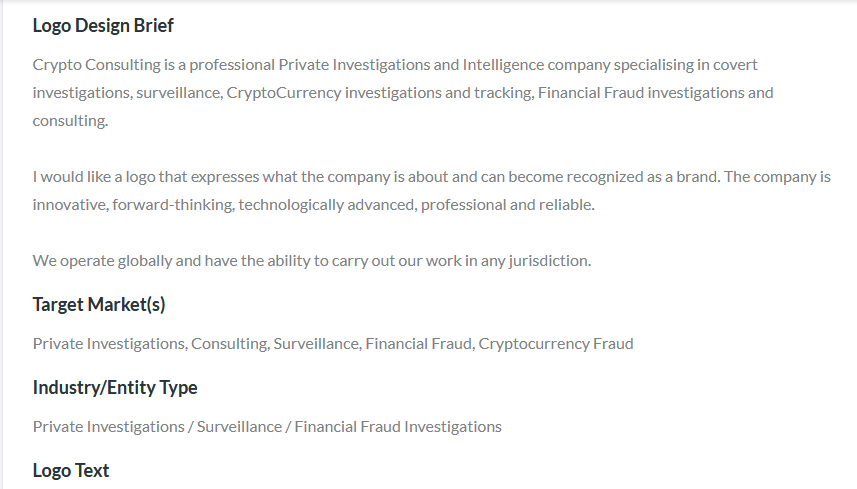 Logo Design Brief
Crypto Consulting is a professional Private Investigations and Intelligence company specialising in covert
investigations, surveillance, CryptoCurrency investigations and tracking, Financial Fraud investigations and
consulting.
I would like a logo that expresses what the company is about and can become recognized as a brand. The company is
innovative, forward-thinking, technologically advanced, professional and reliable.
We operate globally and have the ability to carry out our work in any jurisdiction.
Target Market(s)
Private Investigations, Consulting, Surveillance, Financial Fraud, Cryptocurrency Fraud
Industry/Entity Type
Private Investigations / Surveillance / Financial Fraud Investigations
Logo Text